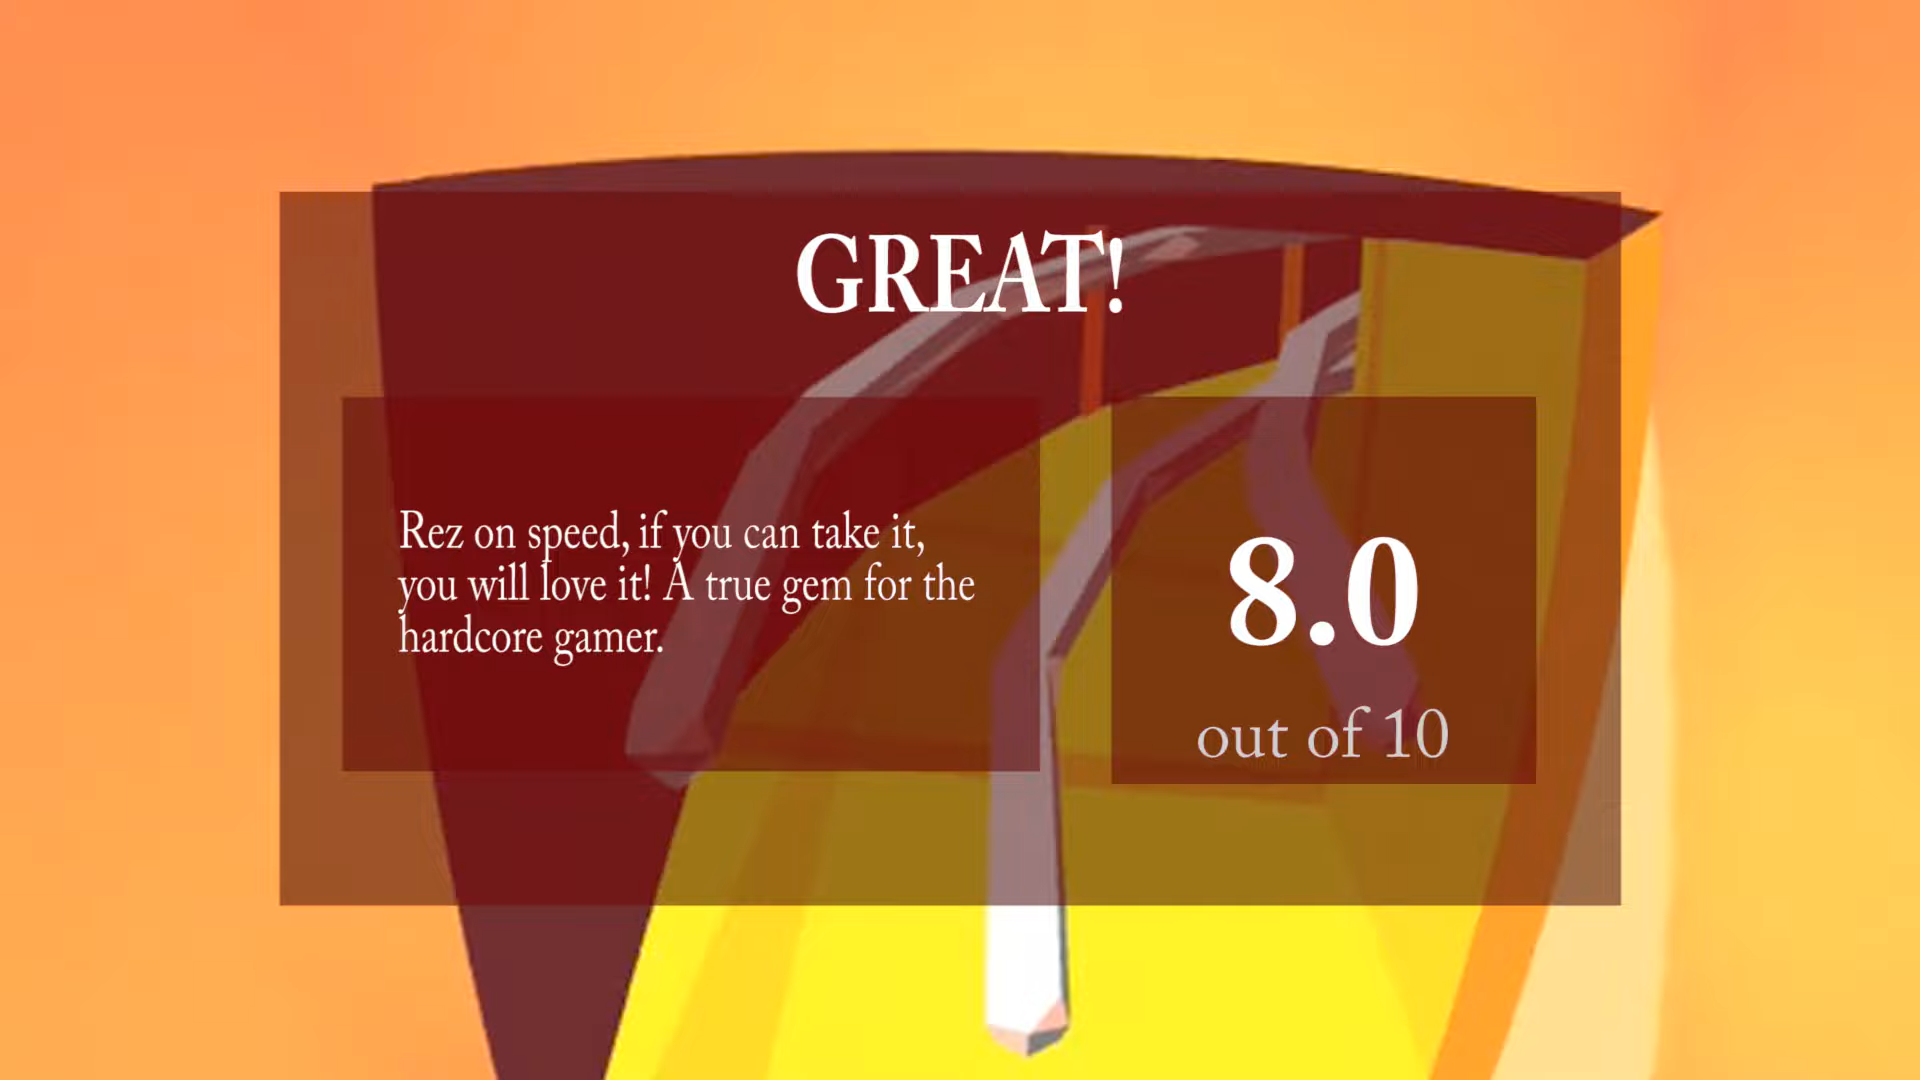 GREAT!
Rez on speed, if you can take it,
you will love it! A true gem for the
hardcore gamer.
8.0
out of 10